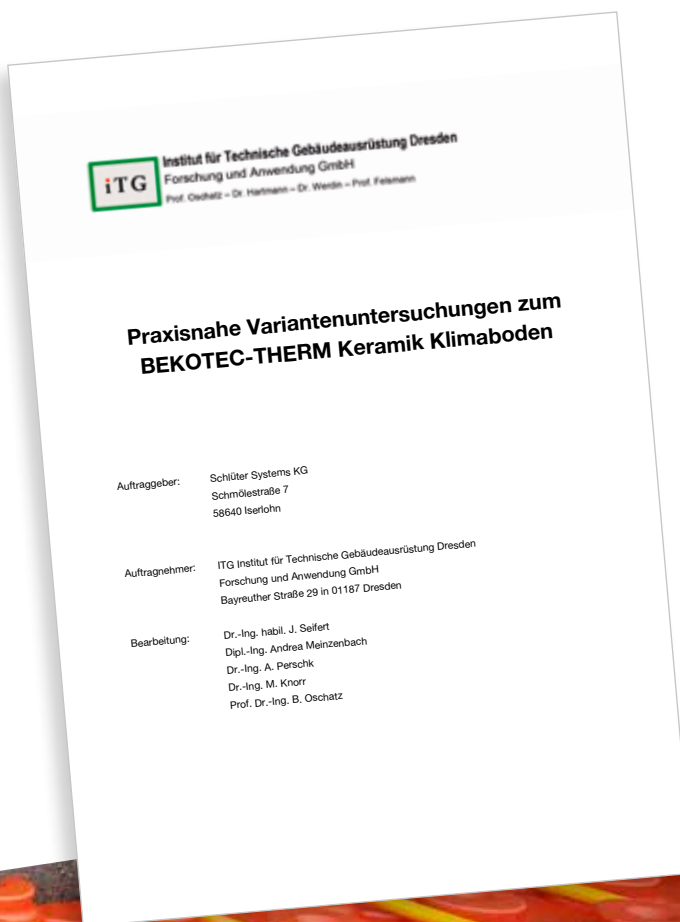 iTG
Institut für Technische Gebäudeausrüstung Dresden
Forschung und Anwendung GmbH
Prof. Oschatz – Dr. Hartmann – Dr. Werdin – Prof. Felsmann
Praxisnahe Variantenuntersuchungen zum
BEKOTEC-THERM Keramik Klimaboden
Auftraggeber:
Schlüter Systems KG
Schmölestraße 7
58640 Iserlohn
Auftragnehmer:
ITG Institut für Technische Gebäudeausrüstung Dresden
Forschung und Anwendung GmbH
Bayreuther Straße 29 in 01187 Dresden
Bearbeitung:
Dr.-Ing. habil. J. Seifert
Dipl.-Ing. Andrea Meinzenbach
Dr.-Ing. A. Perschk
Dr.-Ing. M. Knorr
Prof. Dr.-Ing. B. Oschatz